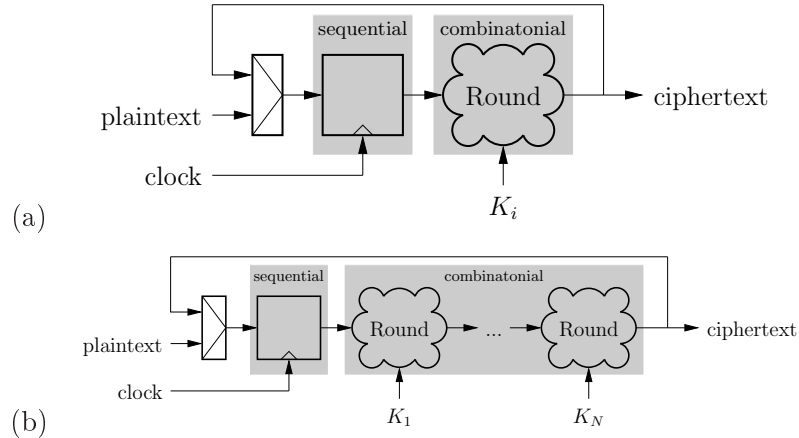 sequential combinatonial
Round
plaintext
ciphertext
clock
K_i
(a)
sequential combinatonial
Round ... Round
plaintext
ciphertext
clock
K_1 K_N
(b)